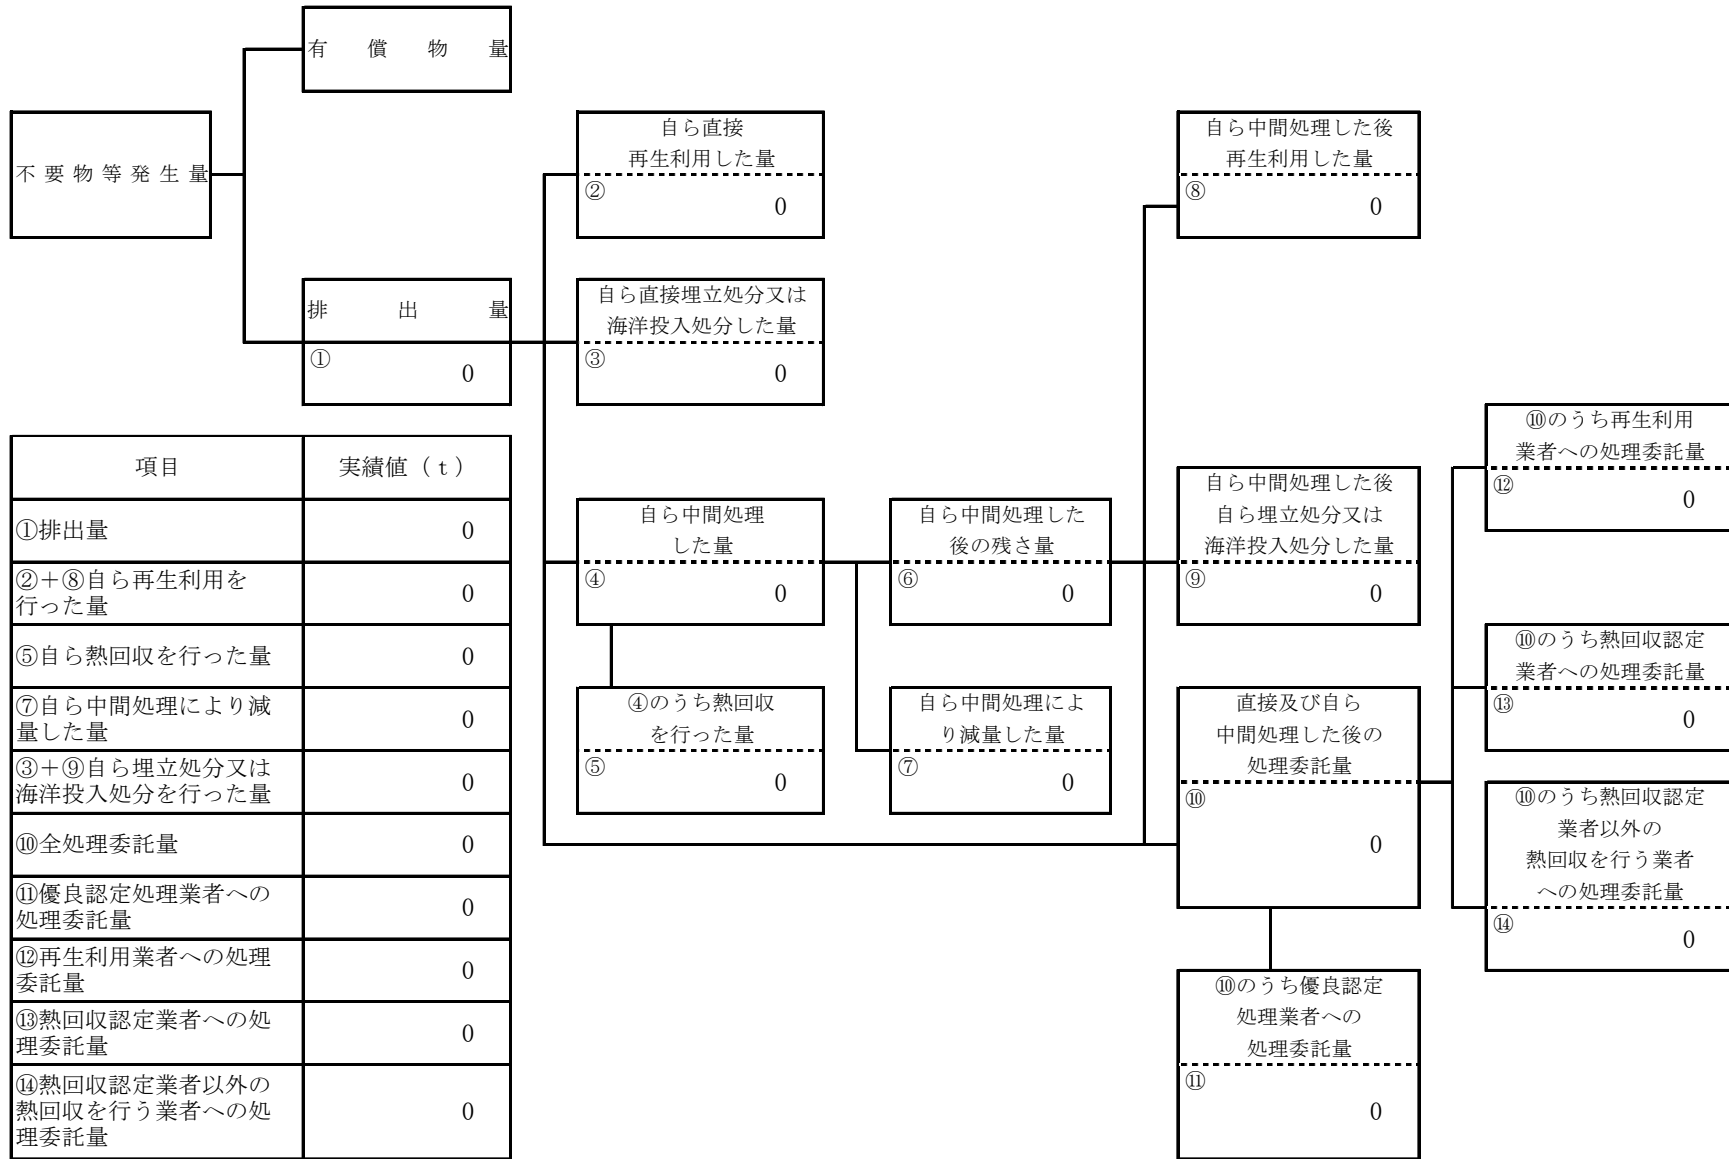 有償物量
不要物等発生量
排出量
① 0
自ら直接
再生利用した量
② 0
自ら直接埋立処分又は
海洋投入処分した量
③ 0
自ら中間処理
した量
④ 0
④のうち熱回収
を行った量
⑤ 0
自ら中間処理した
後の残さ量
⑥ 0
自ら中間処理によ
り減量した量
⑦ 0
自ら中間処理した後
再生利用した量
⑧ 0
自ら中間処理した後
自ら埋立処分又は
海洋投入処分した量
⑨ 0
直接及び自ら
中間処理した後の
処理委託量
⑩ 0
⑩のうち優良認定
処理業者への
処理委託量
⑪ 0
⑩のうち再生利用
業者への処理委託量
⑫ 0
⑩のうち熱回収認定
業者への処理委託量
⑬ 0
⑩のうち熱回収認定
業者以外の
熱回収を行う業者
への処理委託量
⑭ 0
項目 実績値(t)
①排出量 0
②+⑧自ら再生利用を
行った量 0
⑤自ら熱回収を行った量 0
⑦自ら中間処理により減
量した量 0
③+⑨自ら埋立処分又は
海洋投入処分を行った量 0
⑩全処理委託量 0
⑪優良認定処理業者への
処理委託量 0
⑫再生利用業者への処理
委託量 0
⑬熱回収認定業者への処
理委託量 0
⑭熱回収認定業者以外の
熱回収を行う業者への処 0
理委託量